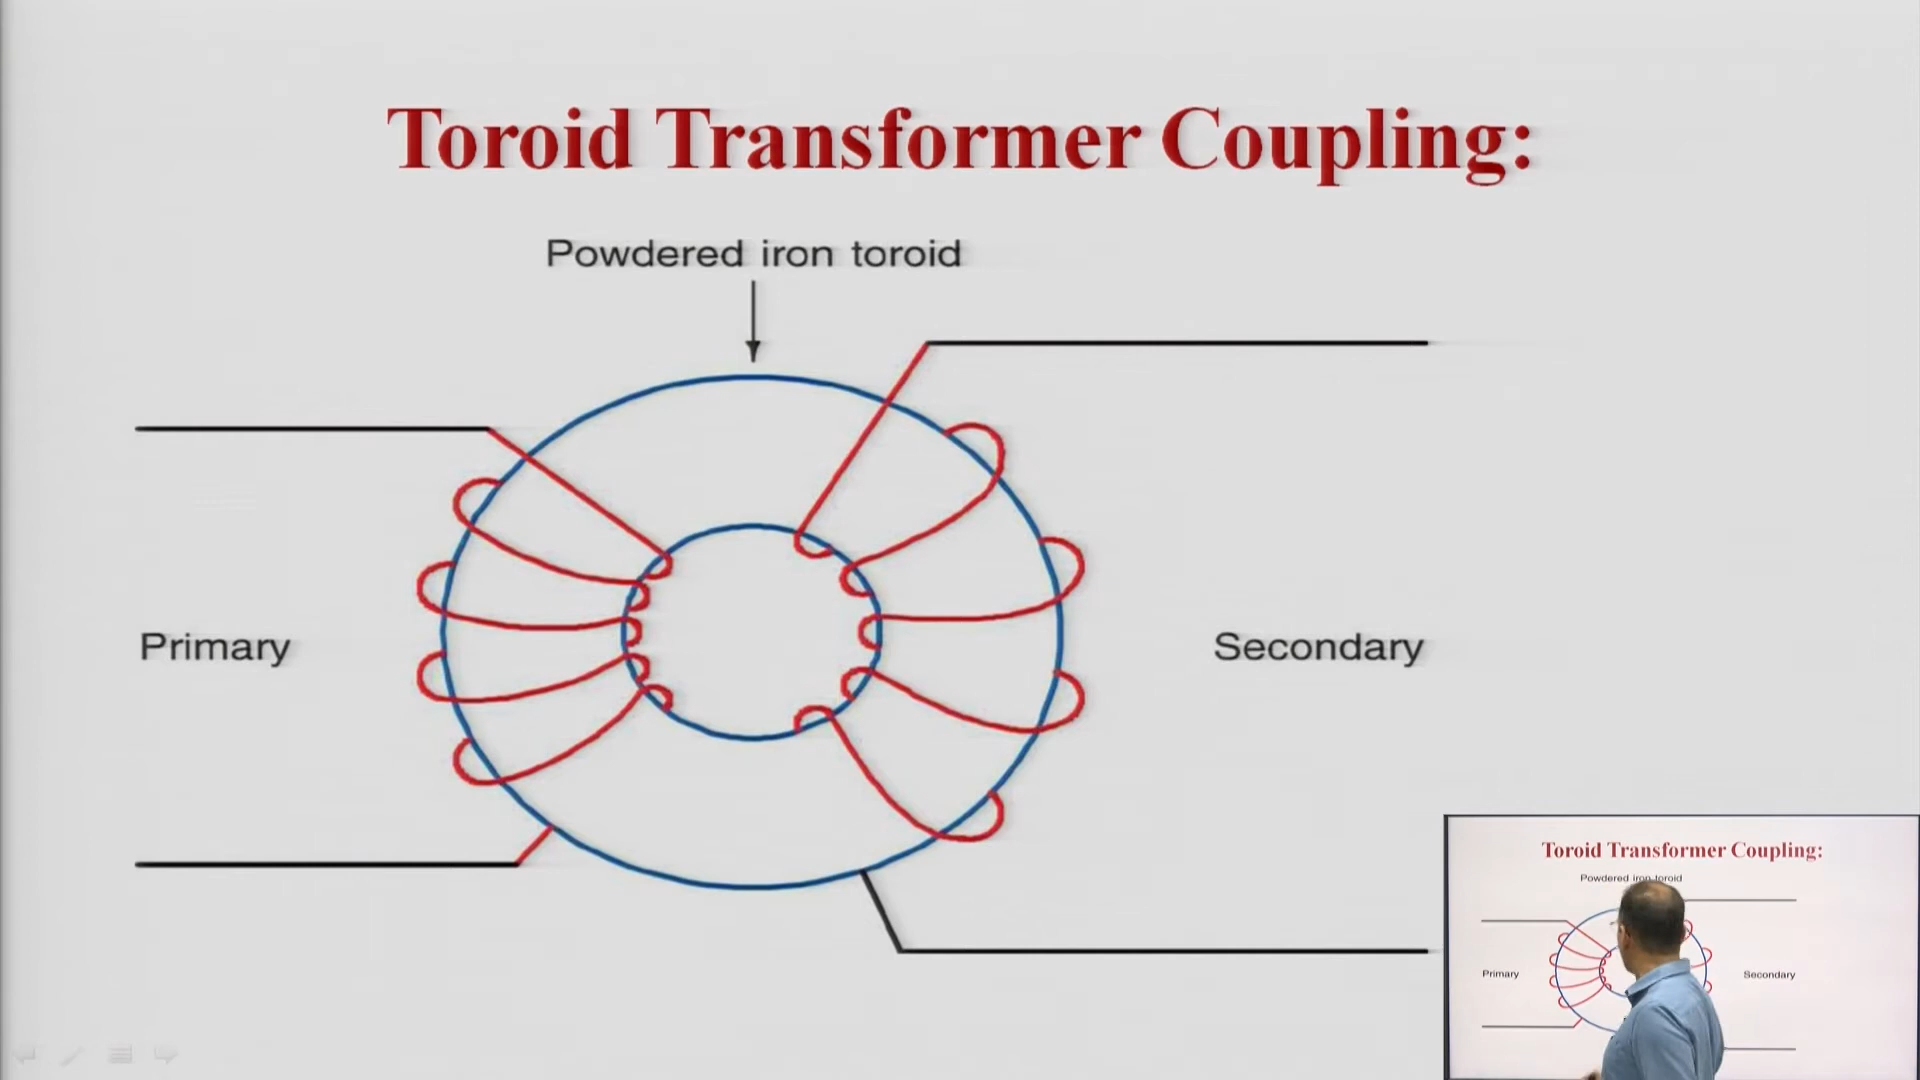 Toroid Transformer Coupling:
Powdered iron toroid
Primary
Secondary
Toroid Transformer Coupling:
Powdered iron toroid
Primary
Secondary